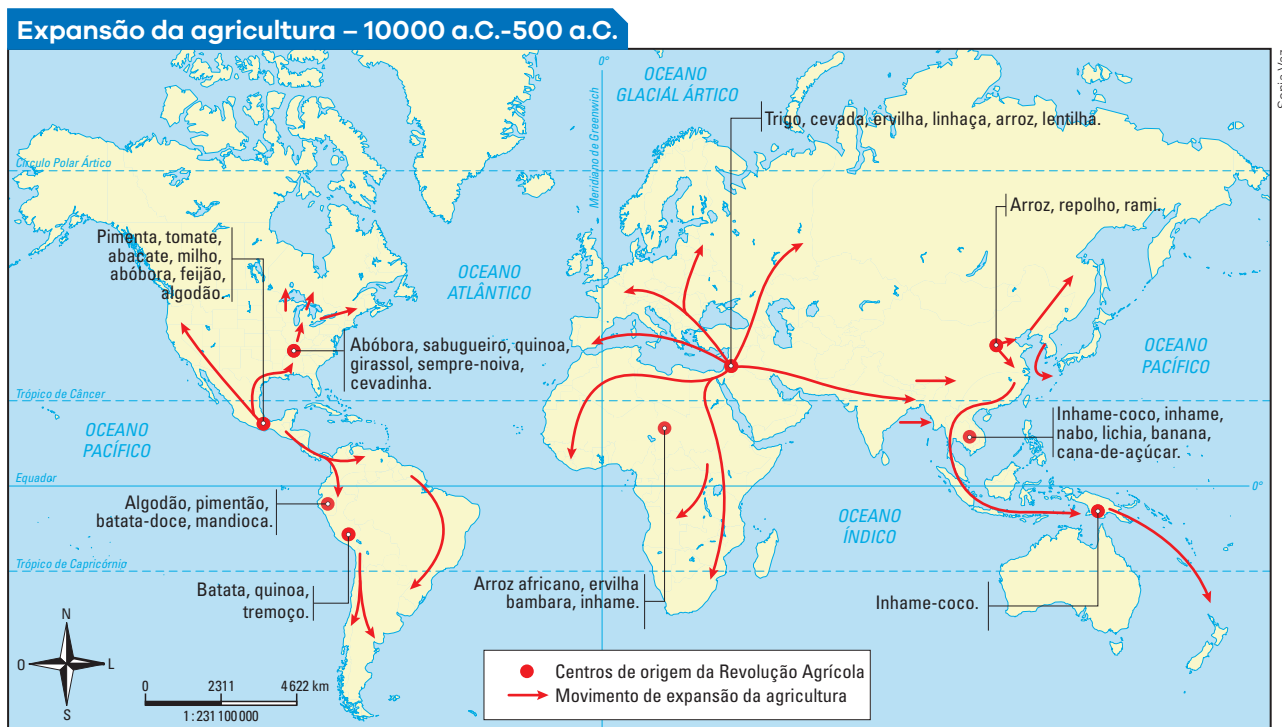 Expansão da agricultura – 10000 a.C.-500 a.C.
0°
OCEANO
GLACIAL ÁRTICO
Meridiano de Greenwich
Trigo, cevada, ervilha, linhaça, arroz, lentilha.
Círculo Polar Ártico
Arroz, repolho, rami.
Pimenta, tomate,
abacate, milho,
abóbora, feijão,
algodão.
OCEANO
ATLÂNTICO
Abóbora, sabugueiro, quinoa,
girassol, sempre-noiva,
cevadinha.
OCEANO
PACÍFICO
Trópico de Câncer
OCEANO
PACÍFICO
Inhame-coco, inhame,
nabo, lichia, banana,
cana-de-açúcar.
Equador
0°
Algodão, pimentão,
batata-doce, mandioca.
OCEANO
ÍNDICO
Trópico de Capricórnio
Batata, quinoa,
tremoço.
Arroz africano, ervilha
bambara, inhame.
Inhame-coco.
N
O
L
S
0 2311 4622 km
1 : 231 100 000
Centros de origem da Revolução Agrícola
Movimento de expansão da agricultura